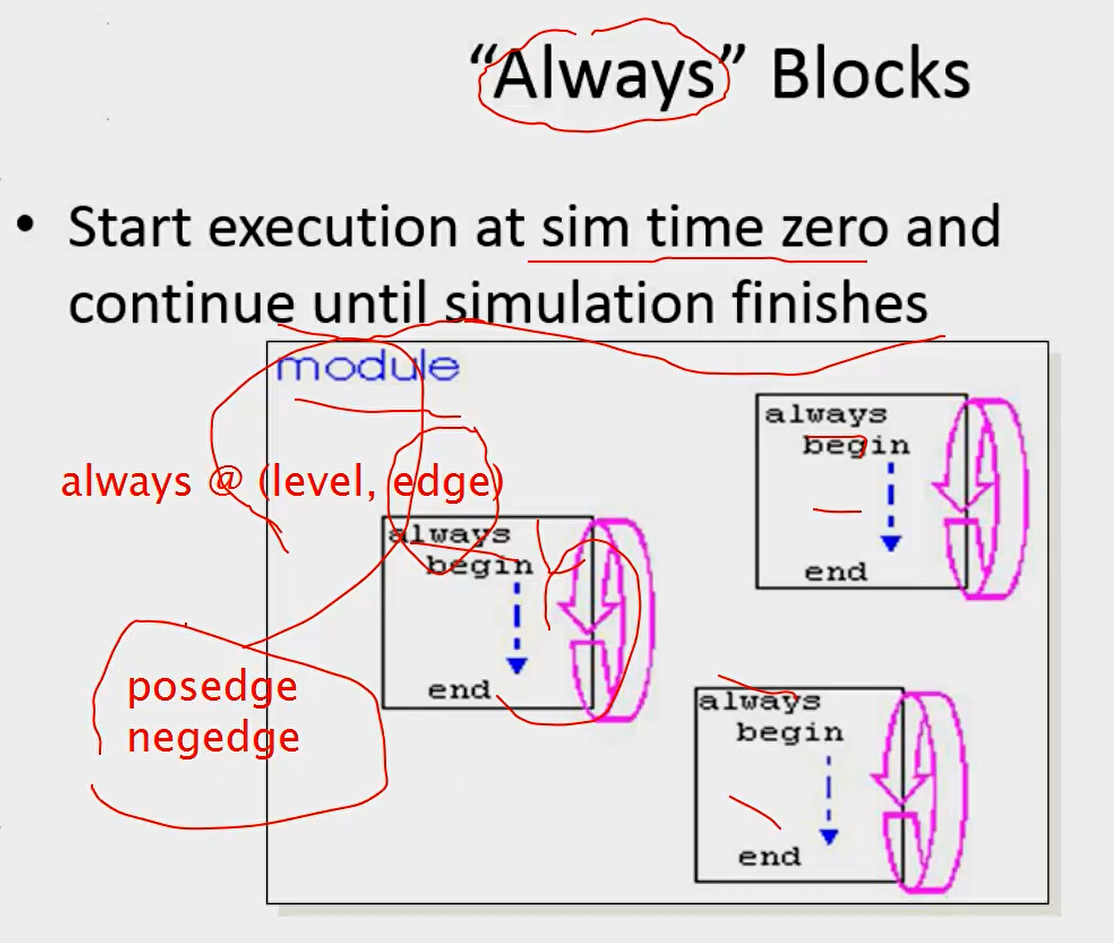 “Always” Blocks
• Start execution at sim time zero and
continue until simulation finishes
module
always @ (level, edge)
always
begin
end
always
begin
end
posedge
negedge
always
begin
end